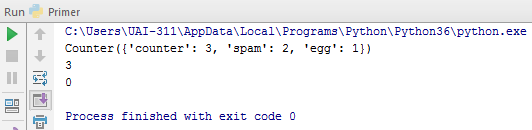 Run Primer
C:\Users\UAI-311\AppData\Local\Programs\Python\Python36\python.exe
Counter({'counter': 3, 'spam': 2, 'egg': 1})
3
0
Process finished with exit code 0